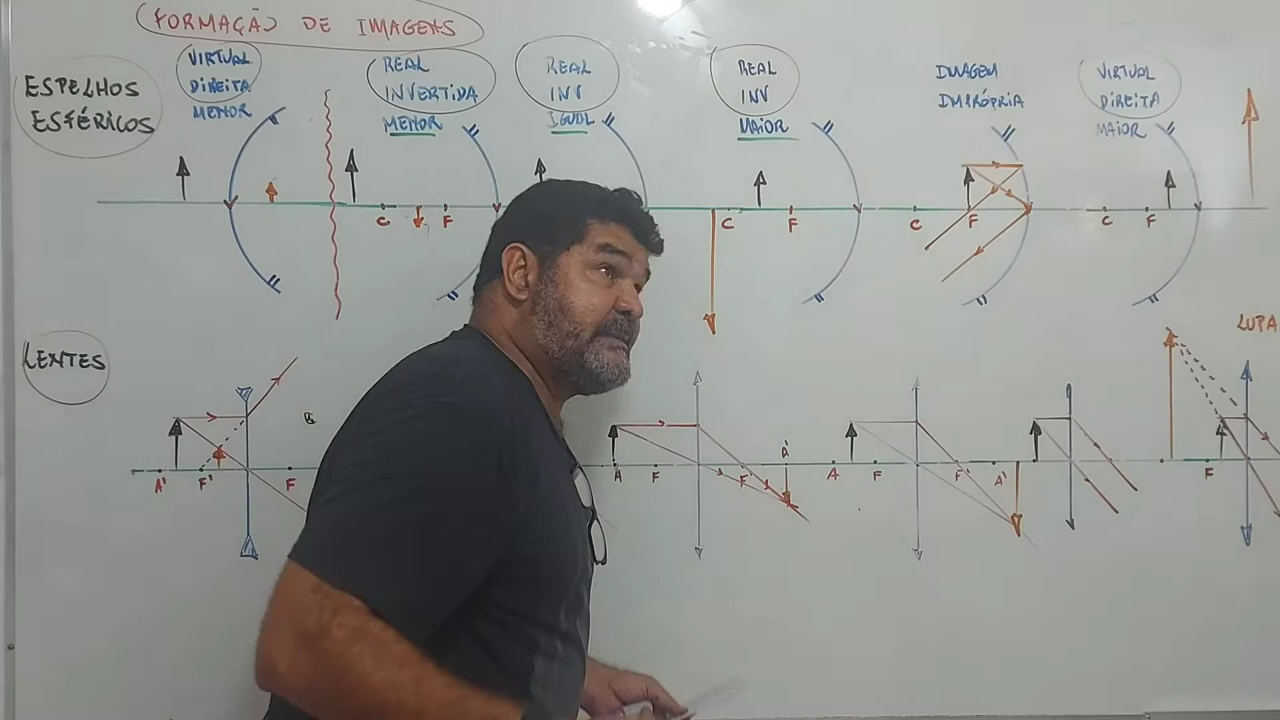 FORMAÇÃO DE IMAGENS
ESPELHOS
ESFÉRICOS
VIRTUAL
DIREITA
MENOR
REAL
INVERTIDA
MENOR
REAL
INV
IGUAL
REAL
INV
MAIOR
IMAGEM
IMPRÓPRIA
VIRTUAL
DIREITA
MAIOR
C F
C F
C F
C F
LENTES
LUPA
A' F' F
A F F' A'
A F F' A'
F